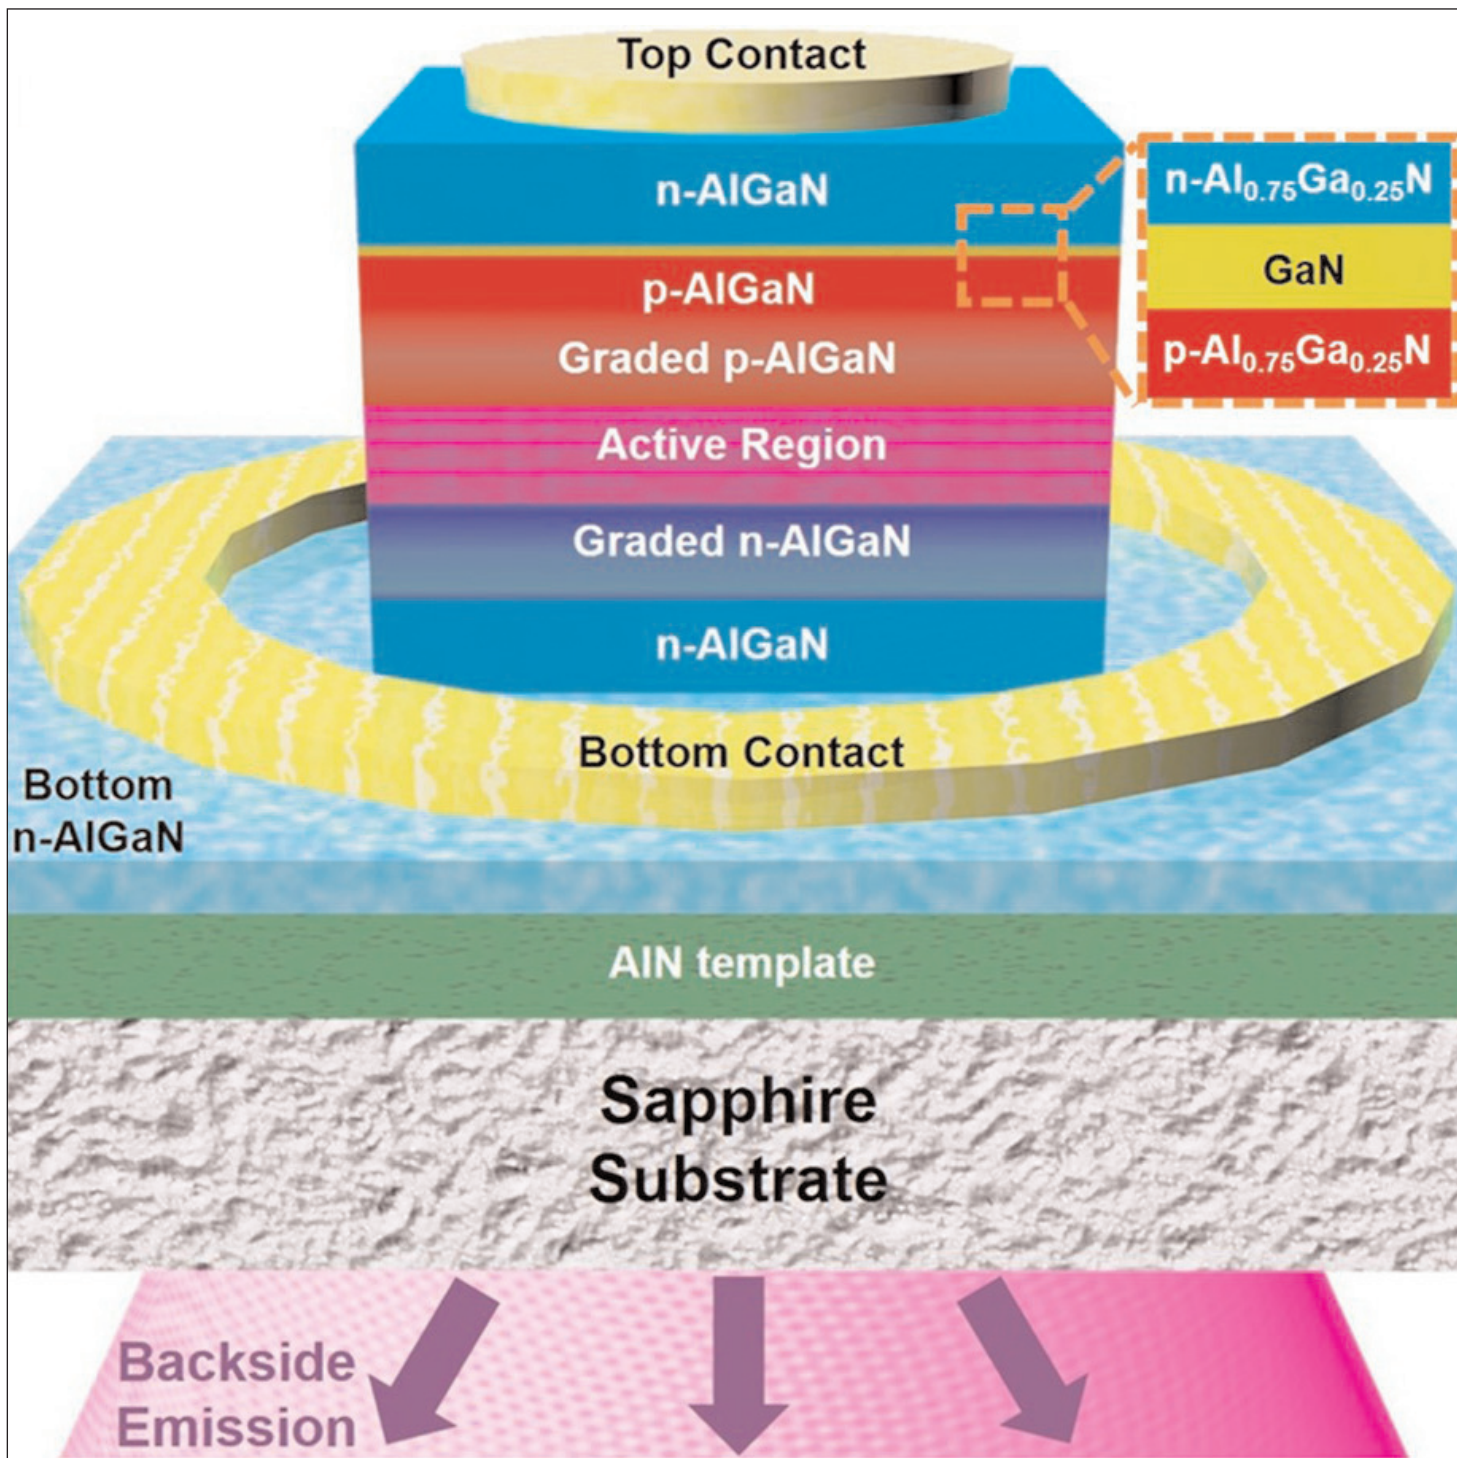 Top Contact
n-AlGaN
p-AlGaN
Graded p-AlGaN
Active Region
Graded n-AlGaN
n-AlGaN
n-Al₀.₇₅Ga₀.₂₅N
GaN
p-Al₀.₇₅Ga₀.₂₅N
Bottom Contact
Bottom
n-AlGaN
AlN template
Sapphire
Substrate
Backside
Emission